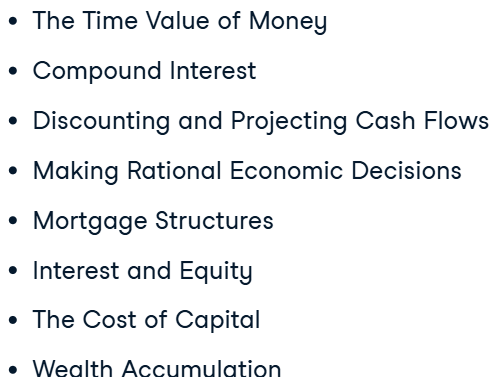 • The Time Value of Money
• Compound Interest
• Discounting and Projecting Cash Flows
• Making Rational Economic Decisions
• Mortgage Structures
• Interest and Equity
• The Cost of Capital
• Wealth Accumulation